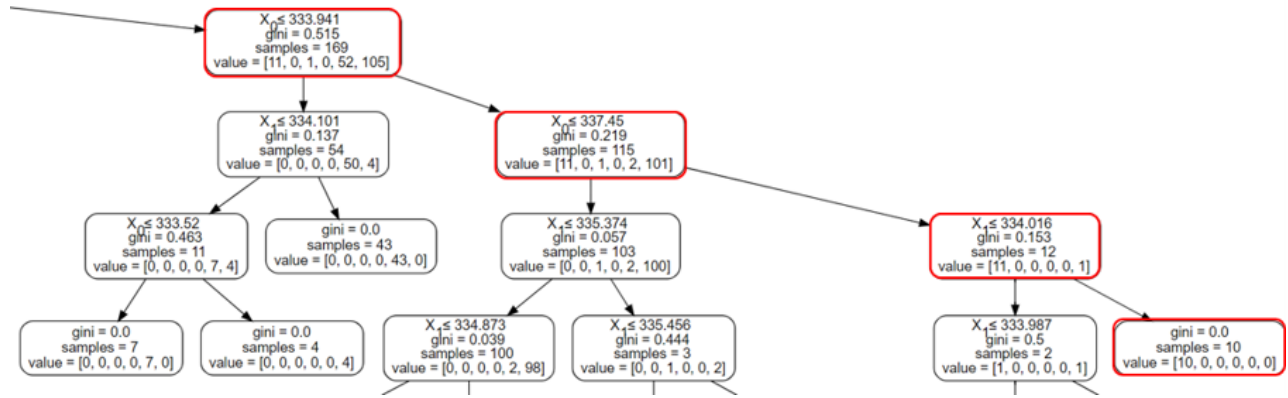 X0 ≤ 333.941
gini = 0.515
samples = 169
value = [11, 0, 1, 0, 52, 105]
X1 ≤ 334.101
gini = 0.137
samples = 54
value = [0, 0, 0, 0, 50, 4]
X0 ≤ 337.45
gini = 0.219
samples = 115
value = [11, 0, 1, 0, 2, 101]
X0 ≤ 333.52
gini = 0.463
samples = 11
value = [0, 0, 0, 0, 7, 4]
gini = 0.0
samples = 43
value = [0, 0, 0, 0, 43, 0]
X1 ≤ 335.374
gini = 0.057
samples = 103
value = [0, 0, 1, 0, 2, 100]
X1 ≤ 334.016
gini = 0.153
samples = 12
value = [11, 0, 0, 0, 0, 1]
gini = 0.0
samples = 7
value = [0, 0, 0, 0, 7, 0]
gini = 0.0
samples = 4
value = [0, 0, 0, 0, 0, 4]
X1 ≤ 334.873
gini = 0.039
samples = 100
value = [0, 0, 0, 0, 2, 98]
X1 ≤ 335.456
gini = 0.444
samples = 3
value = [0, 0, 1, 0, 0, 2]
X1 ≤ 333.987
gini = 0.5
samples = 2
value = [1, 0, 0, 0, 0, 1]
gini = 0.0
samples = 10
value = [10, 0, 0, 0, 0, 0]